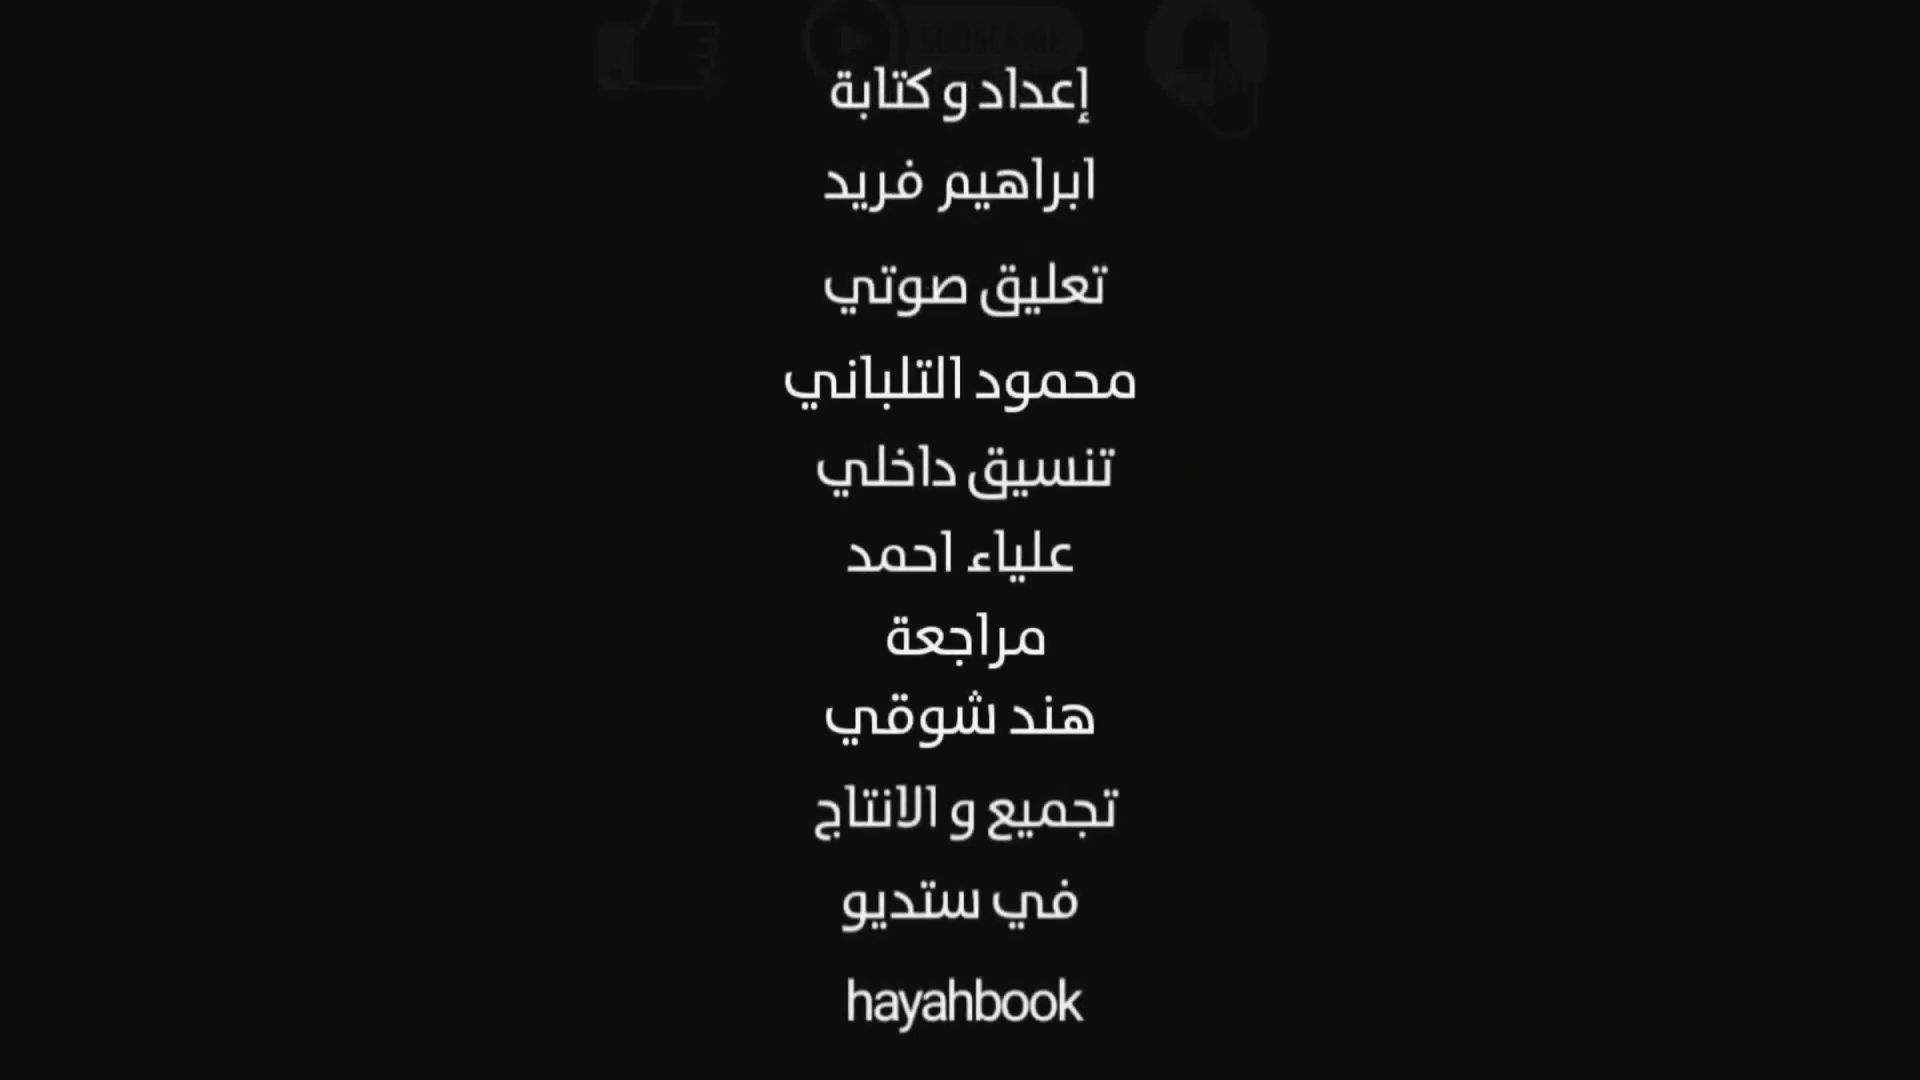 SUBSCRIBE
إعداد و كتابة
ابراهيم فريد
تعليق صوتي
محمود التلباني
تنسيق داخلي
علياء احمد
مراجعة
هند شوقي
تجميع و الانتاج
في ستديو
hayahbook